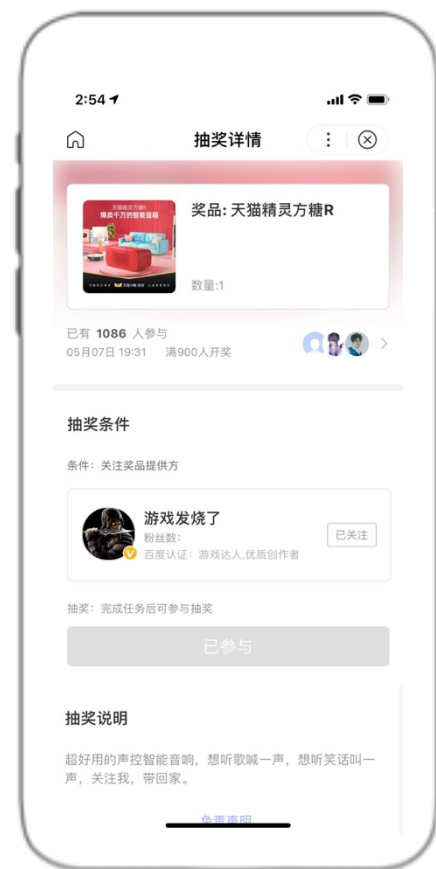 2:54
抽奖详情
天猫精灵方糖R
爆卖千万的智能音箱
奖品: 天猫精灵方糖R
数量:1
已有 1086 人参与
05月07日 19:31 满900人开奖
抽奖条件
条件：关注奖品提供方
游戏发烧了
粉丝数：
百度认证：游戏达人,优质创作者
已关注
抽奖：完成任务后可参与抽奖
已参与
抽奖说明
超好用的声控智能音响，想听歌喊一声，想听笑话叫一
声，关注我，带回家。
免责声明